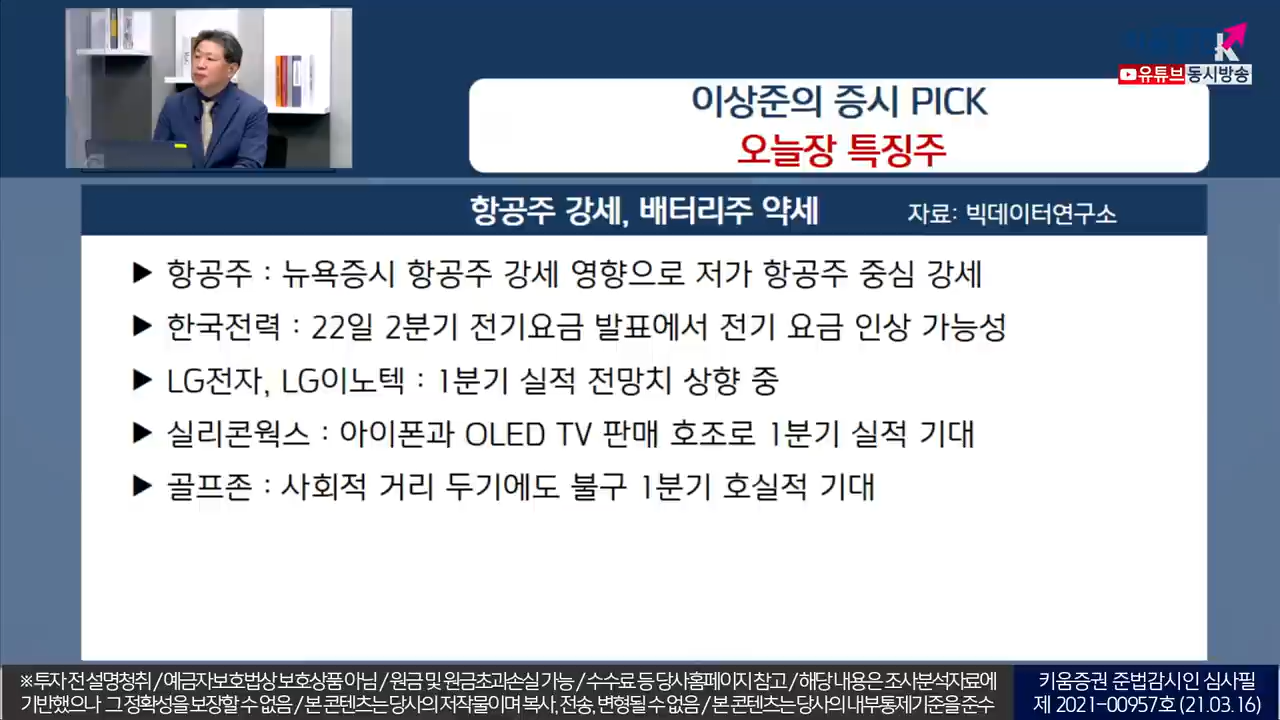 유튜브동시방송
이상준의 증시 PICK
오늘장 특징주
항공주 강세, 배터리주 약세
자료: 빅데이터연구소
▶ 항공주 : 뉴욕증시 항공주 강세 영향으로 저가 항공주 중심 강세
▶ 한국전력 : 22일 2분기 전기요금 발표에서 전기 요금 인상 가능성
▶ LG전자, LG이노텍 : 1분기 실적 전망치 상향 중
▶ 실리콘웍스 : 아이폰과 OLED TV 판매 호조로 1분기 실적 기대
▶ 골프존 : 사회적 거리 두기에도 불구 1분기 호실적 기대
※투자 전 설명청취 / 예금자보호법상 보호상품 아님 / 원금 및 원금초과손실 가능 / 수수료 등 당사홈페이지 참고 / 해당 내용은 조사분석자료에
기반했으나 그 정확성을 보장할 수 없음 / 본 콘텐츠는 당사의 저작물이며 복사, 전송, 변형될 수 없음 / 본 콘텐츠는 당사의 내부통제기준을 준수
키움증권 준법감시인 심사필
제 2021-00957호 (21.03.16)